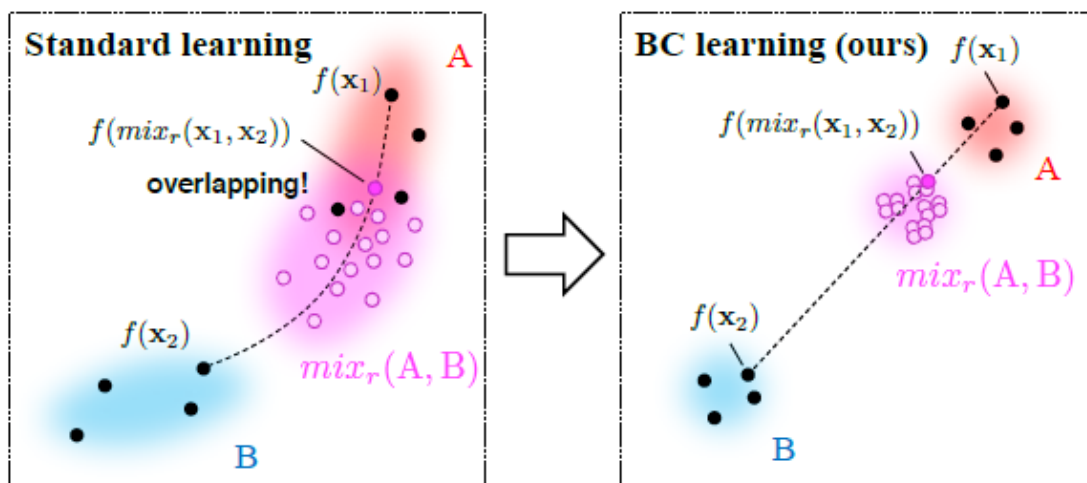 Standard learning
A
f(x₁)
f(mixᵣ(x₁, x₂))
overlapping!
f(x₂)
mixᵣ(A, B)
B
BC learning (ours)
f(x₁)
f(mixᵣ(x₁, x₂))
A
mixᵣ(A, B)
f(x₂)
B